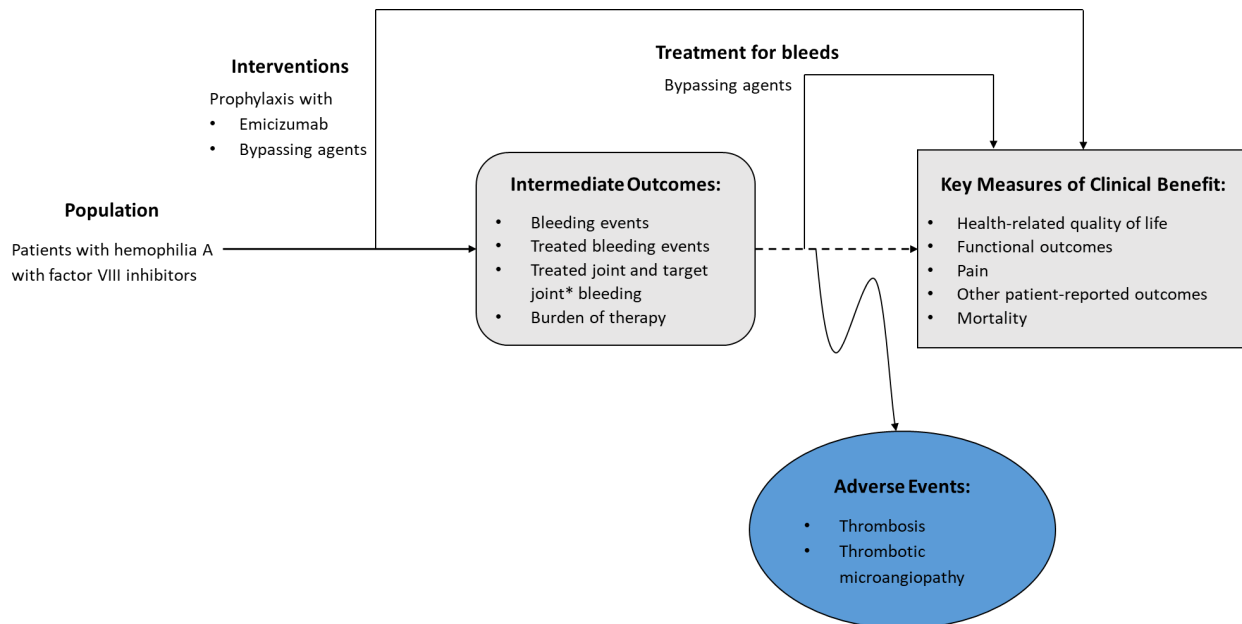 Interventions
Prophylaxis with
• Emicizumab
• Bypassing agents
Treatment for bleeds
Bypassing agents
Population
Patients with hemophilia A
with factor VIII inhibitors
Intermediate Outcomes:
• Bleeding events
• Treated bleeding events
• Treated joint and target
joint* bleeding
• Burden of therapy
Key Measures of Clinical Benefit:
• Health-related quality of life
• Functional outcomes
• Pain
• Other patient-reported outcomes
• Mortality
Adverse Events:
• Thrombosis
• Thrombotic
microangiopathy